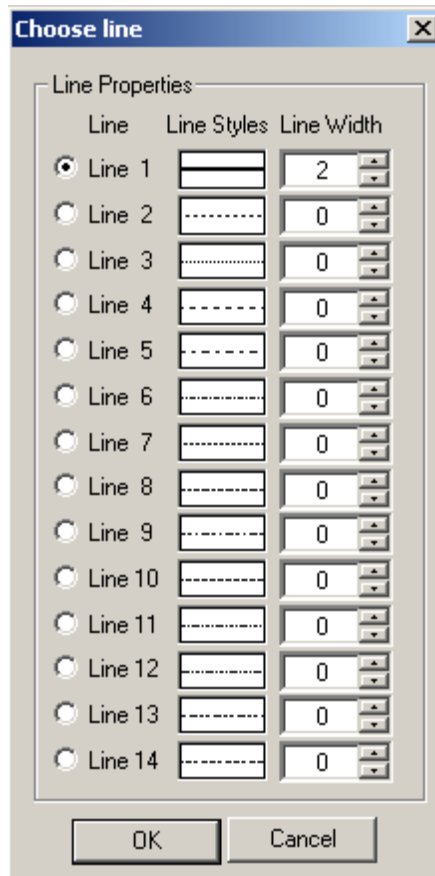 Choose line
Line Properties
Line Line Styles Line Width
Line 1 2
Line 2 0
Line 3 0
Line 4 0
Line 5 0
Line 6 0
Line 7 0
Line 8 0
Line 9 0
Line 10 0
Line 11 0
Line 12 0
Line 13 0
Line 14 0
OK Cancel